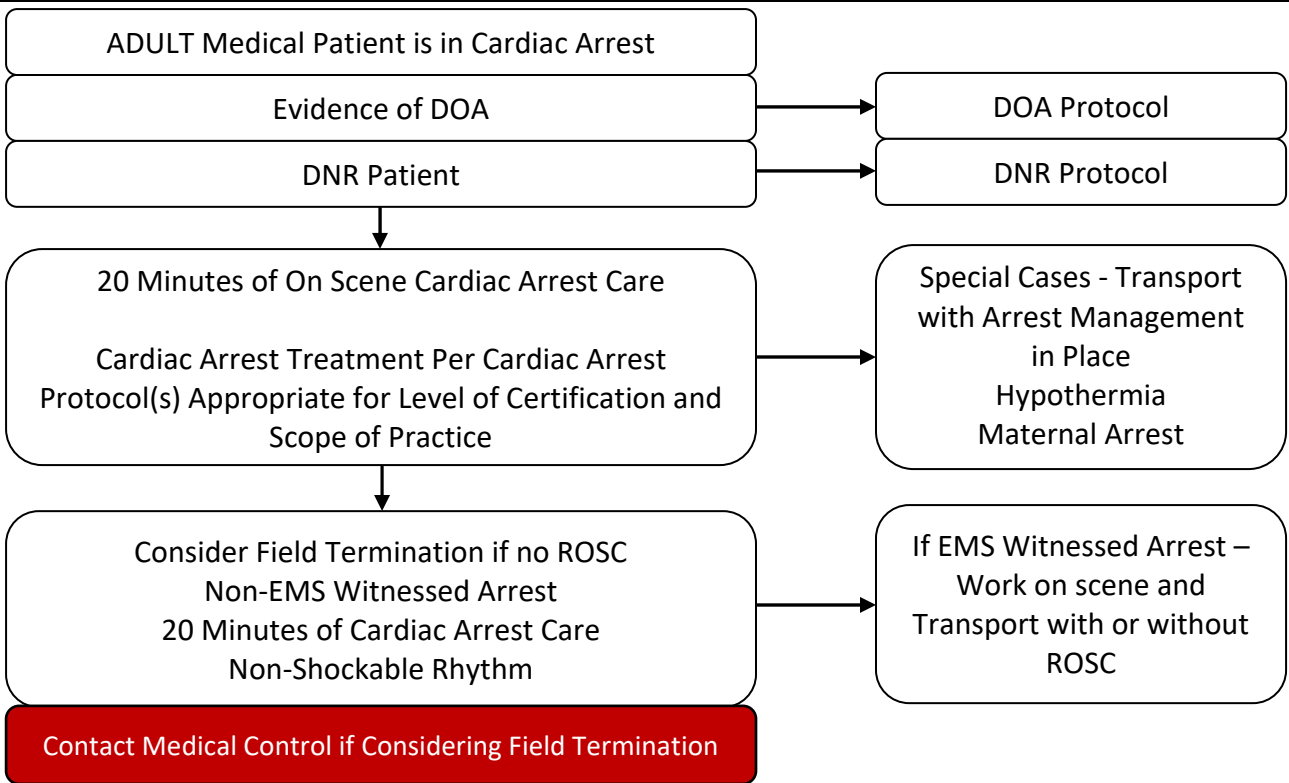 ADULT Medical Patient is in Cardiac Arrest
Evidence of DOA
DOA Protocol
DNR Patient
DNR Protocol
20 Minutes of On Scene Cardiac Arrest Care
Cardiac Arrest Treatment Per Cardiac Arrest
Protocol(s) Appropriate for Level of Certification and
Scope of Practice
Special Cases - Transport
with Arrest Management
in Place
Hypothermia
Maternal Arrest
Consider Field Termination if no ROSC
Non-EMS Witnessed Arrest
20 Minutes of Cardiac Arrest Care
Non-Shockable Rhythm
If EMS Witnessed Arrest –
Work on scene and
Transport with or without
ROSC
Contact Medical Control if Considering Field Termination